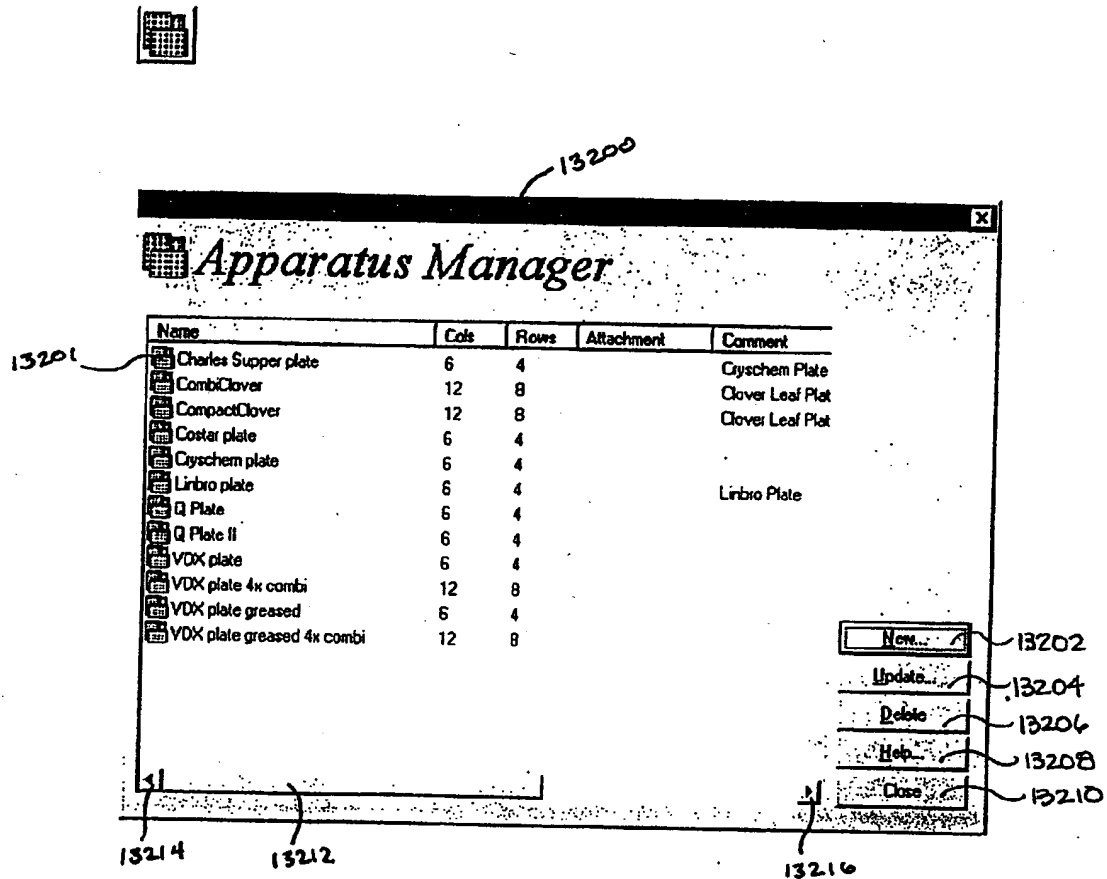 13200
Apparatus Manager
Name Cols Rows Attachment Comment
13201
Charles Supper plate 6 4 Cryschem Plate
CombiClover 12 8 Clover Leaf Plat
CompactClover 12 8 Clover Leaf Plat
Costar plate 6 4
Cryschem plate 6 4
Linbro plate 6 4 Linbro Plate
Q Plate 6 4
Q Plate II 6 4
VDX plate 6 4
VDX plate 4x combi 12 8
VDX plate greased 6 4
VDX plate greased 4x combi 12 8
New... 13202
Update... 13204
Delete 13206
Help... 13208
Close 13210
13214 13212 13216